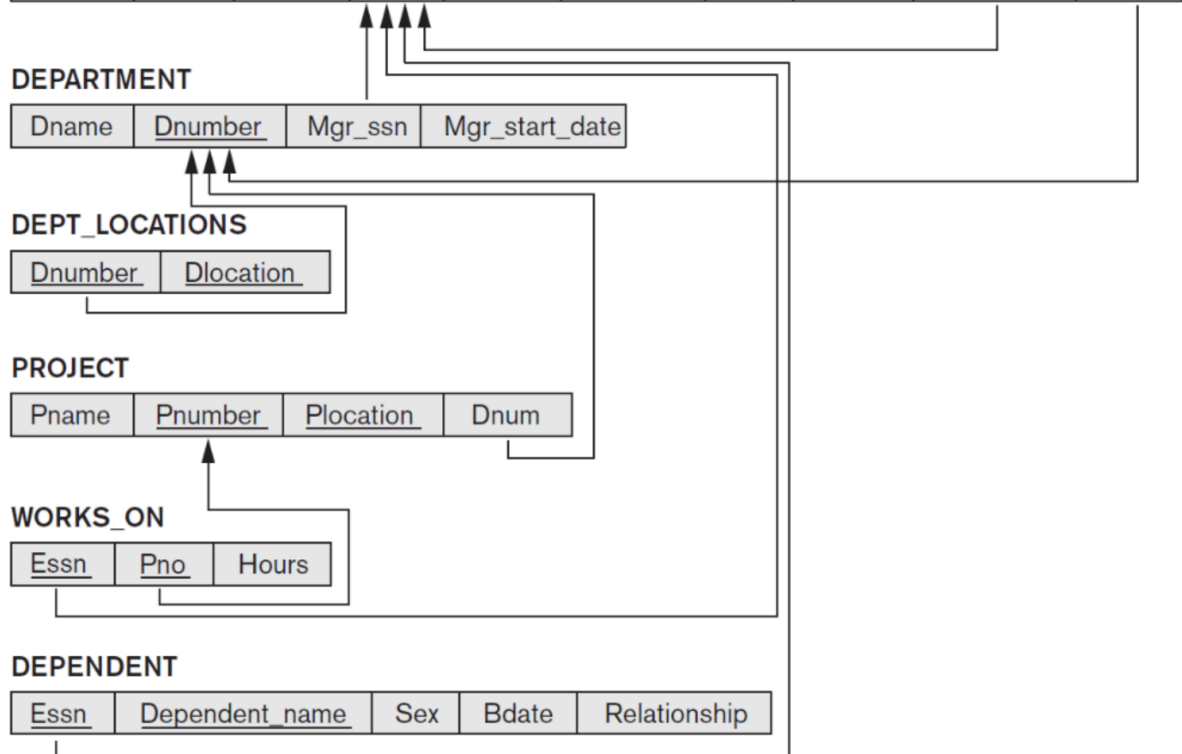 DEPARTMENT
Dname Dnumber Mgr_ssn Mgr_start_date
DEPT_LOCATIONS
Dnumber Dlocation
PROJECT
Pname Pnumber Plocation Dnum
WORKS_ON
Essn Pno Hours
DEPENDENT
Essn Dependent_name Sex Bdate Relationship